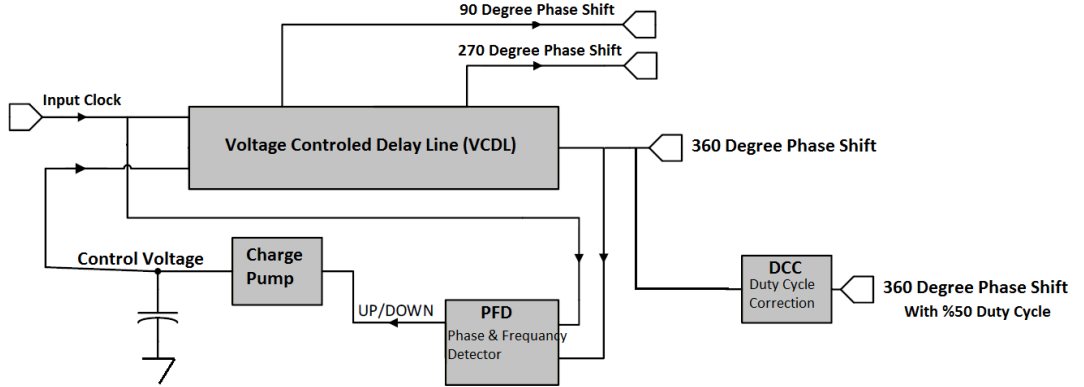 90 Degree Phase Shift
270 Degree Phase Shift
Input Clock
Voltage Controled Delay Line (VCDL)
360 Degree Phase Shift
Control Voltage
Charge
Pump
DCC
Duty Cycle
Correction
360 Degree Phase Shift
With %50 Duty Cycle
UP/DOWN
PFD
Phase & Frequancy
Detector